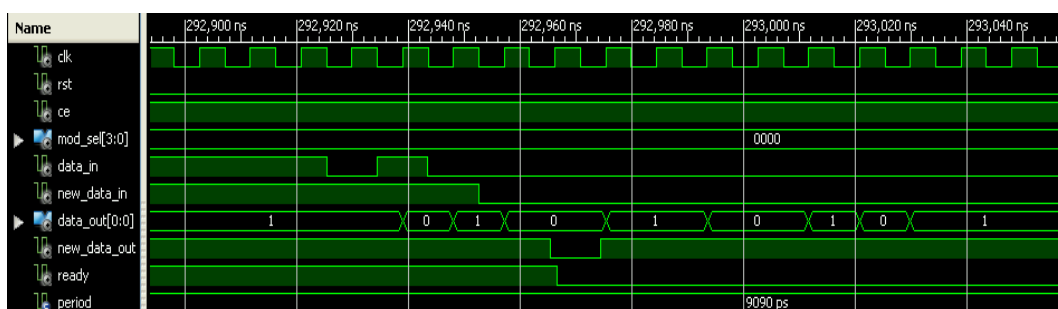 Name 292,900 ns 292,920 ns 292,940 ns 292,960 ns 292,980 ns 293,000 ns 293,020 ns 293,040 ns
clk
rst
ce
mod_sel[3:0] 0000
data_in
new_data_in
data_out[0:0] 1 0 1 0 1 0 1 0 1
new_data_out
ready
period 9090 ps